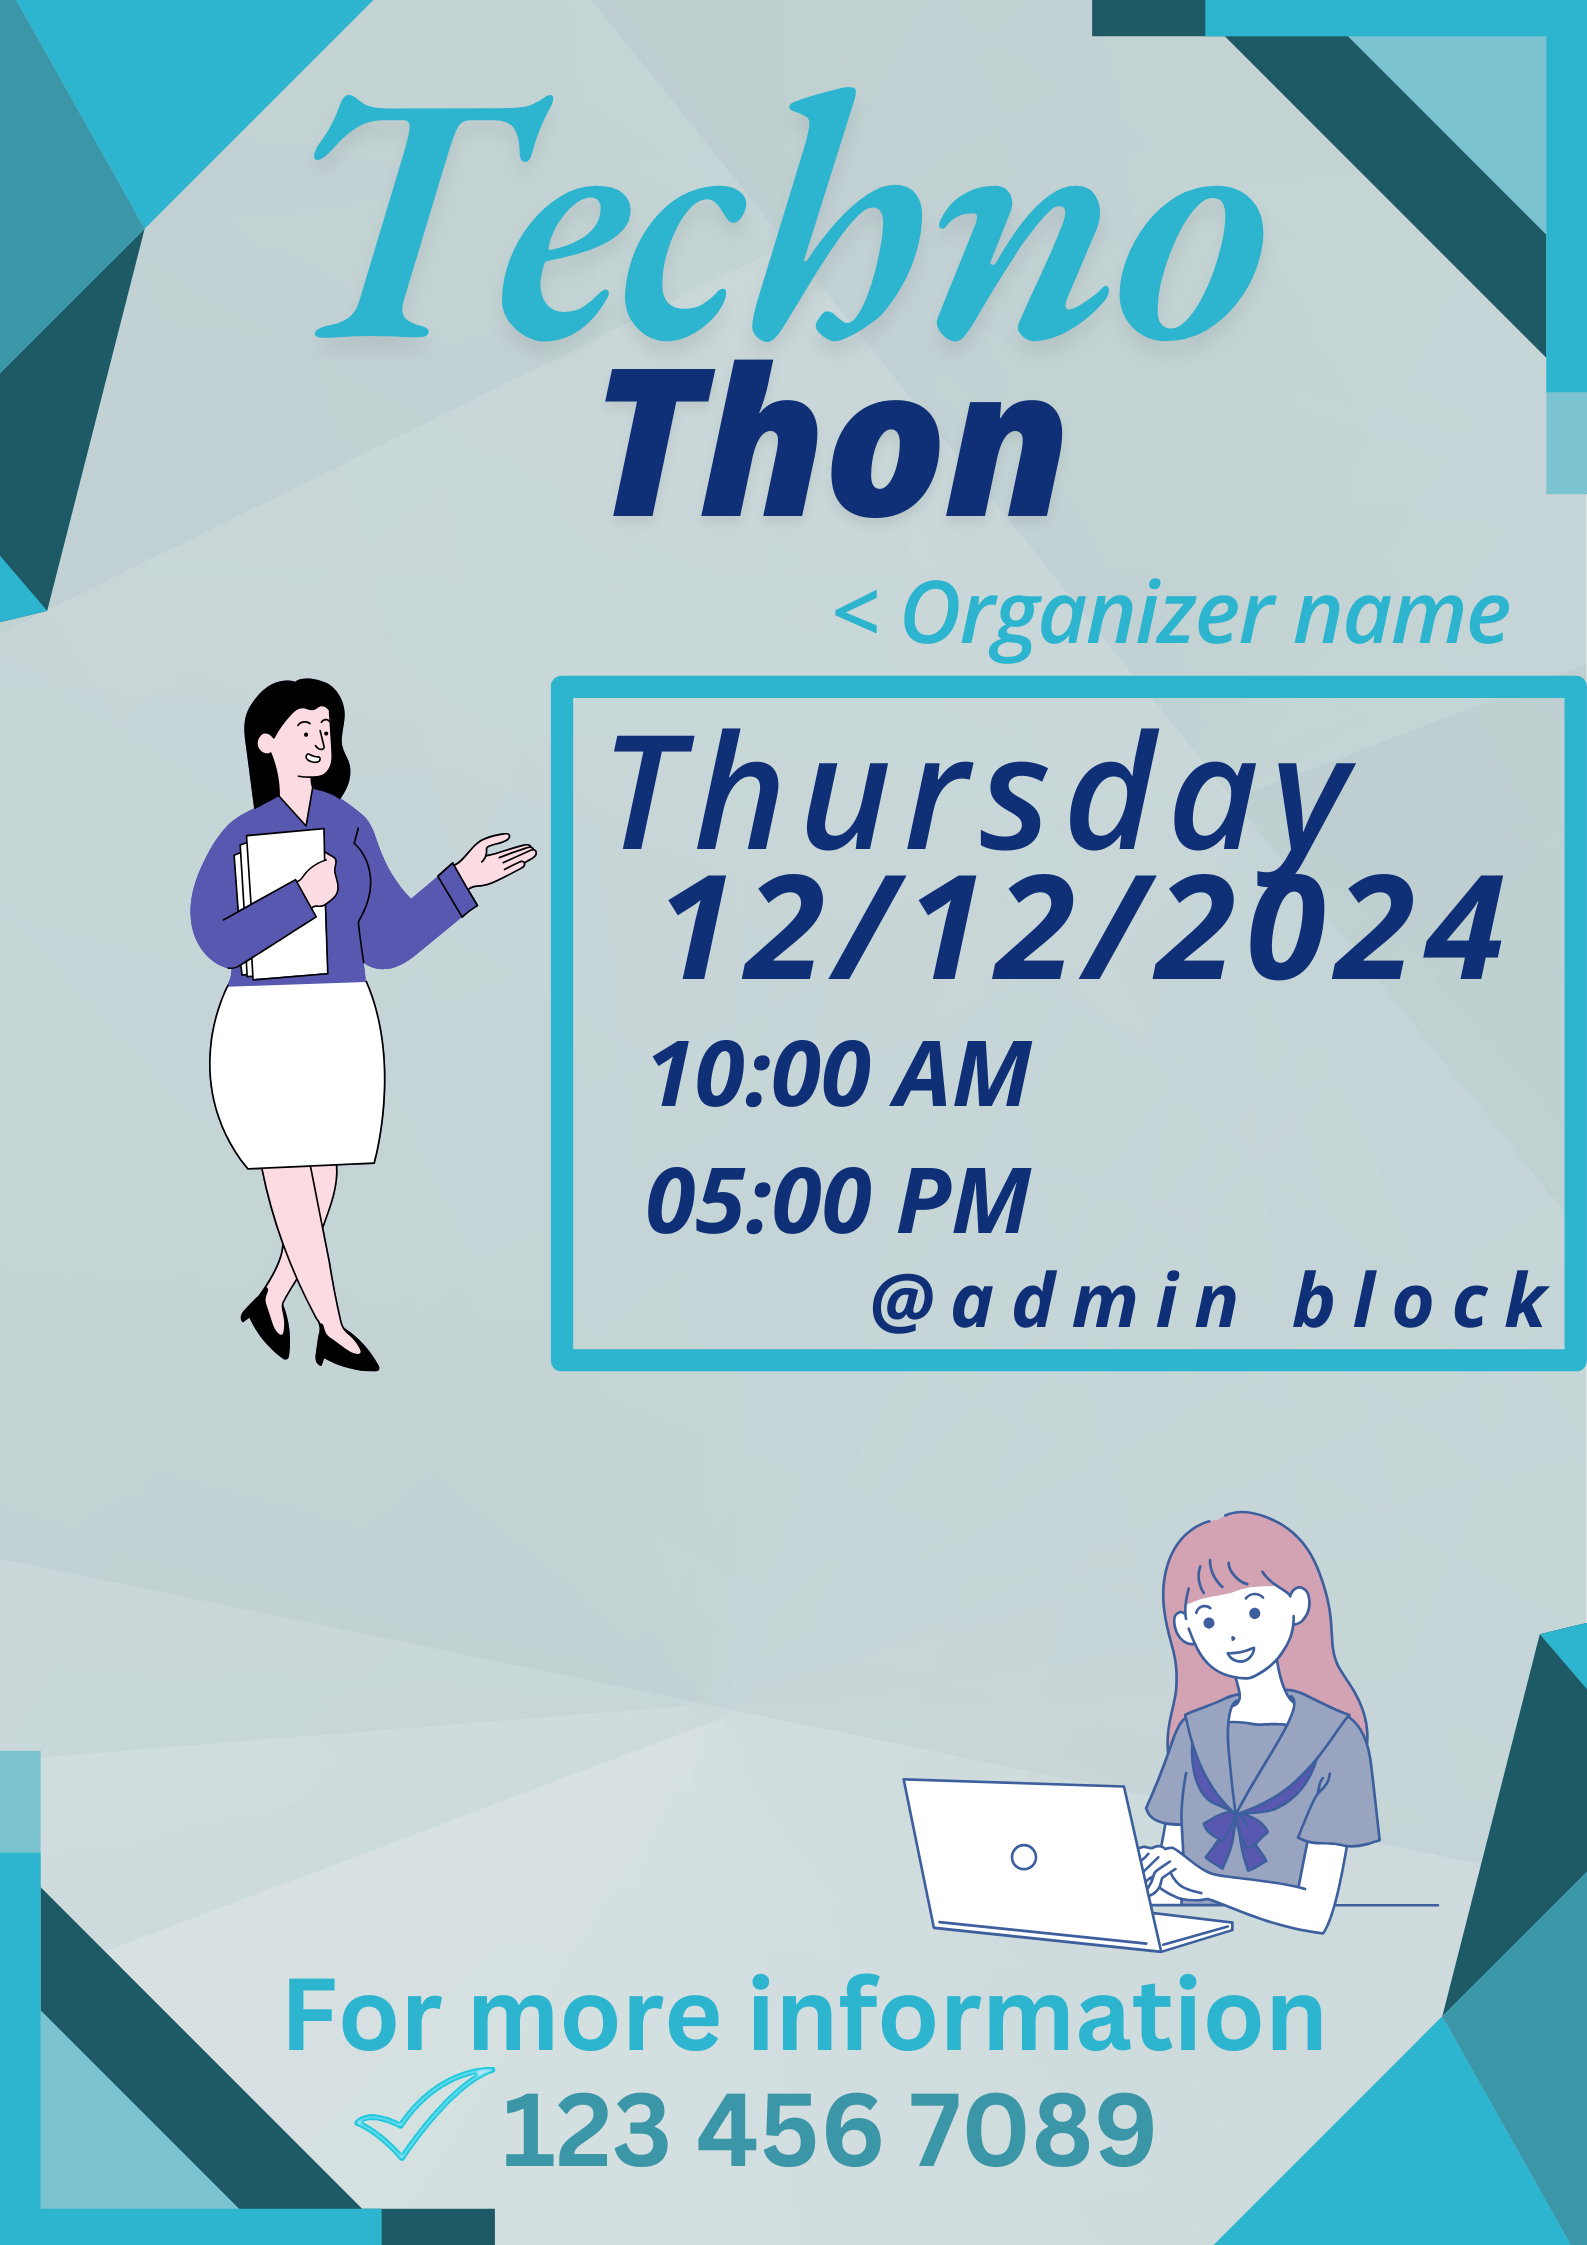 Techno
Thon
< Organizer name
Thursday
12/12/2024
10:00 AM
05:00 PM
@admin block
For more information
123 456 7089